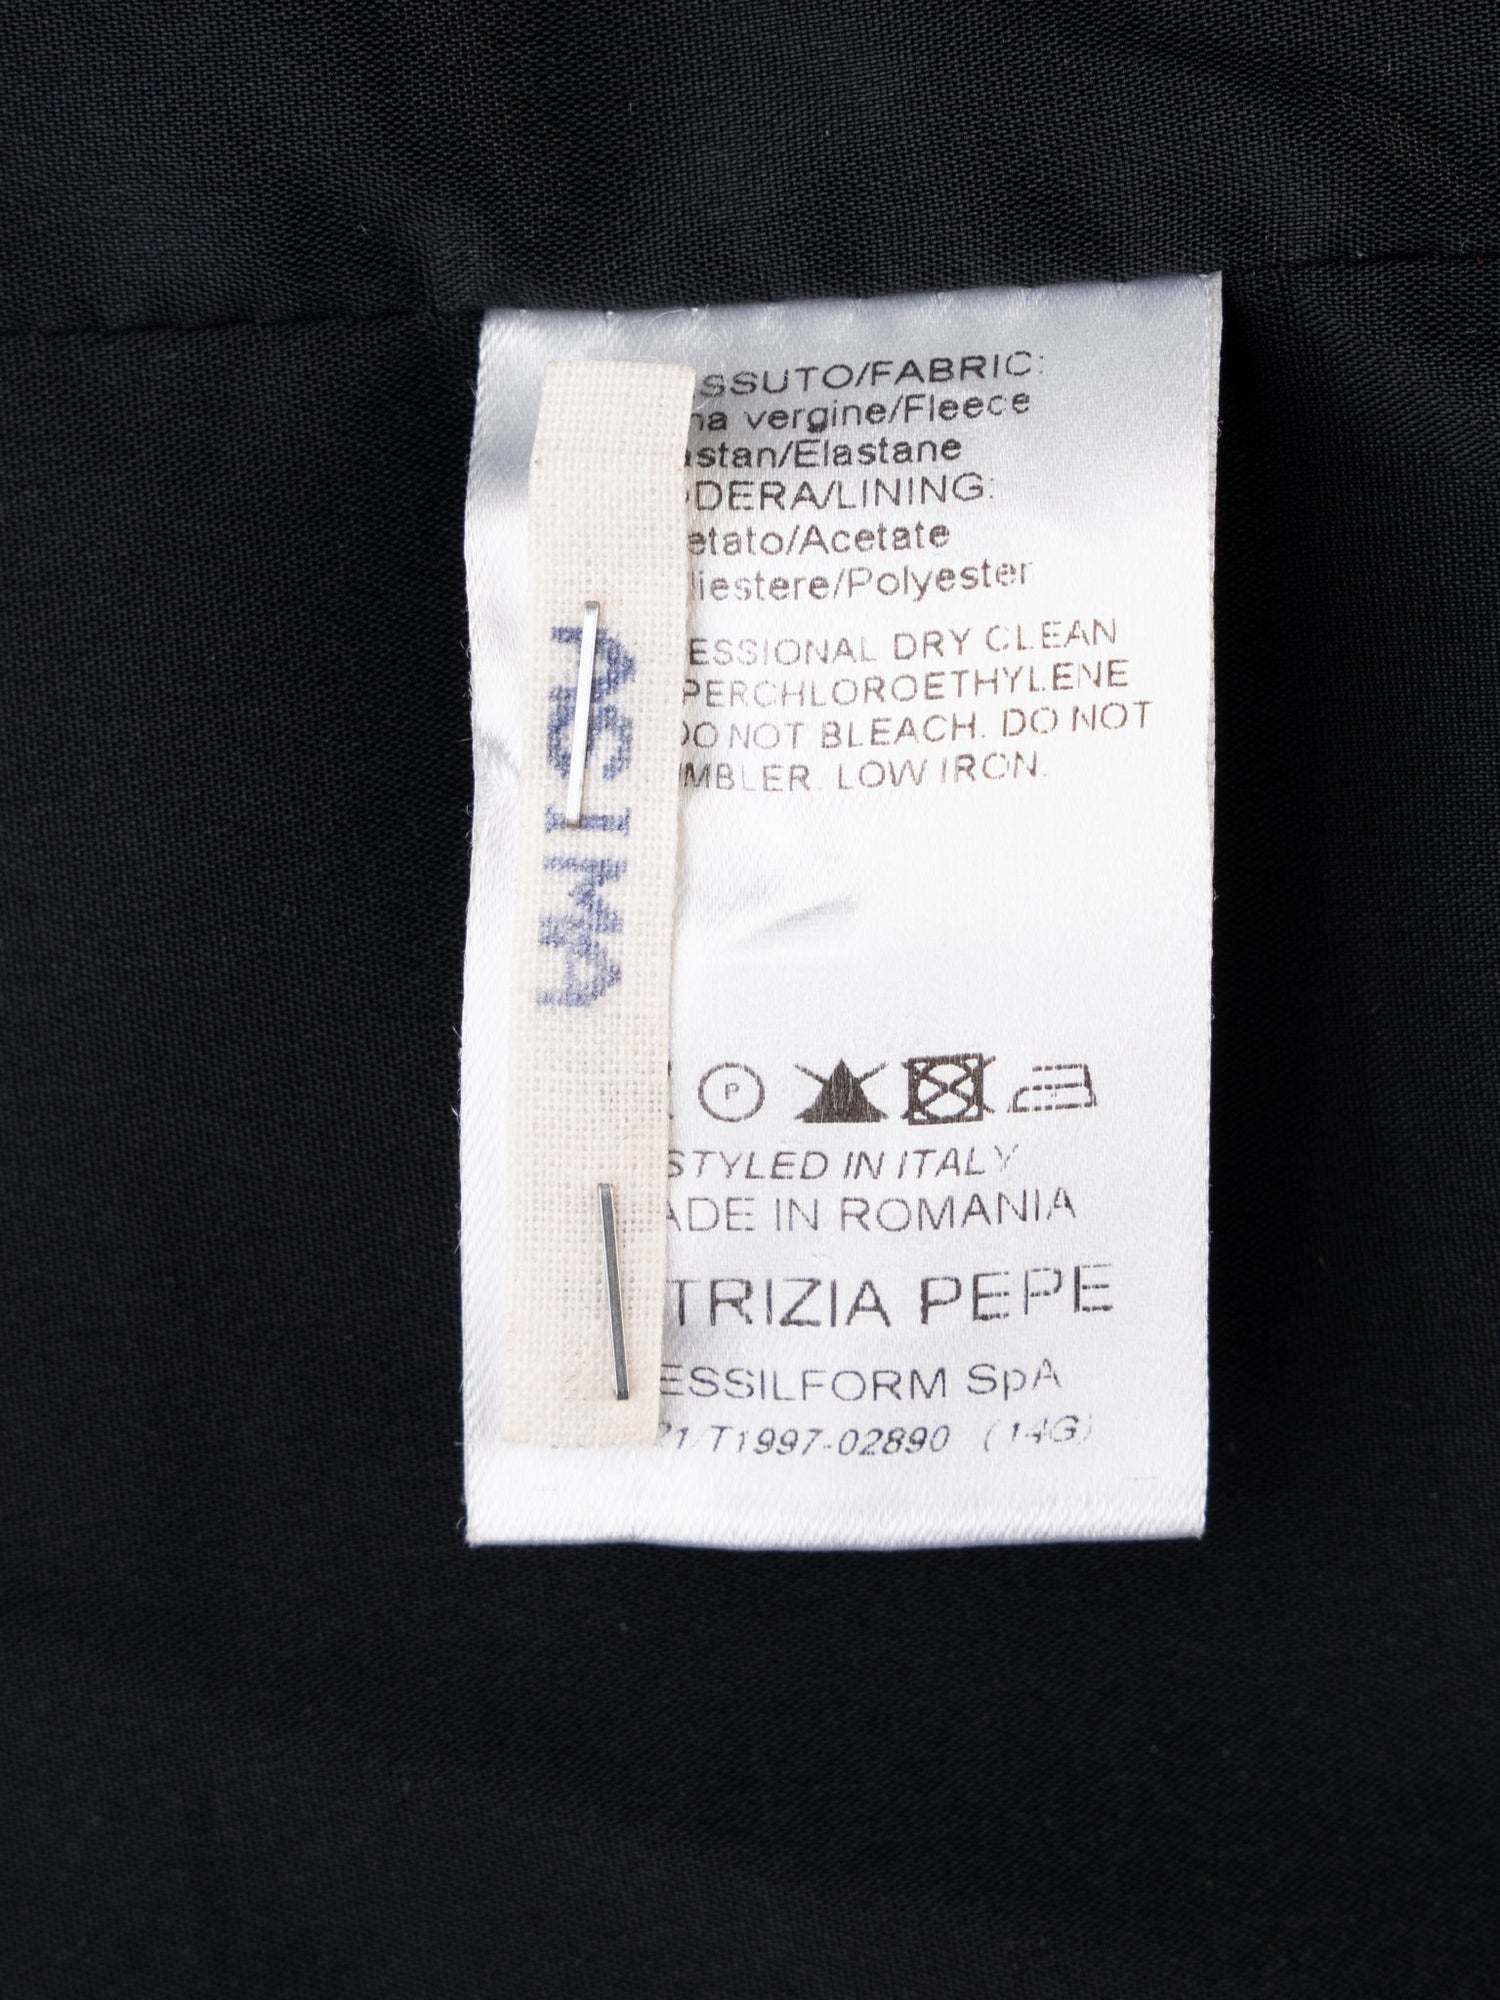 SSUTO/FABRIC:
na vergine/Fleece
astan/Elastane
DERA/LINING:
etato/Acetate
liestere/Polyester
ESSIONAL DRY CLEAN
PERCHLOROETHYLENE
DO NOT BLEACH. DO NOT
MBLER. LOW IRON.
ASIMA
P
STYLED IN ITALY
ADE IN ROMANIA
TRIZIA PEPE
ESSILFORM SpA
21/T1997-02890 (14G)